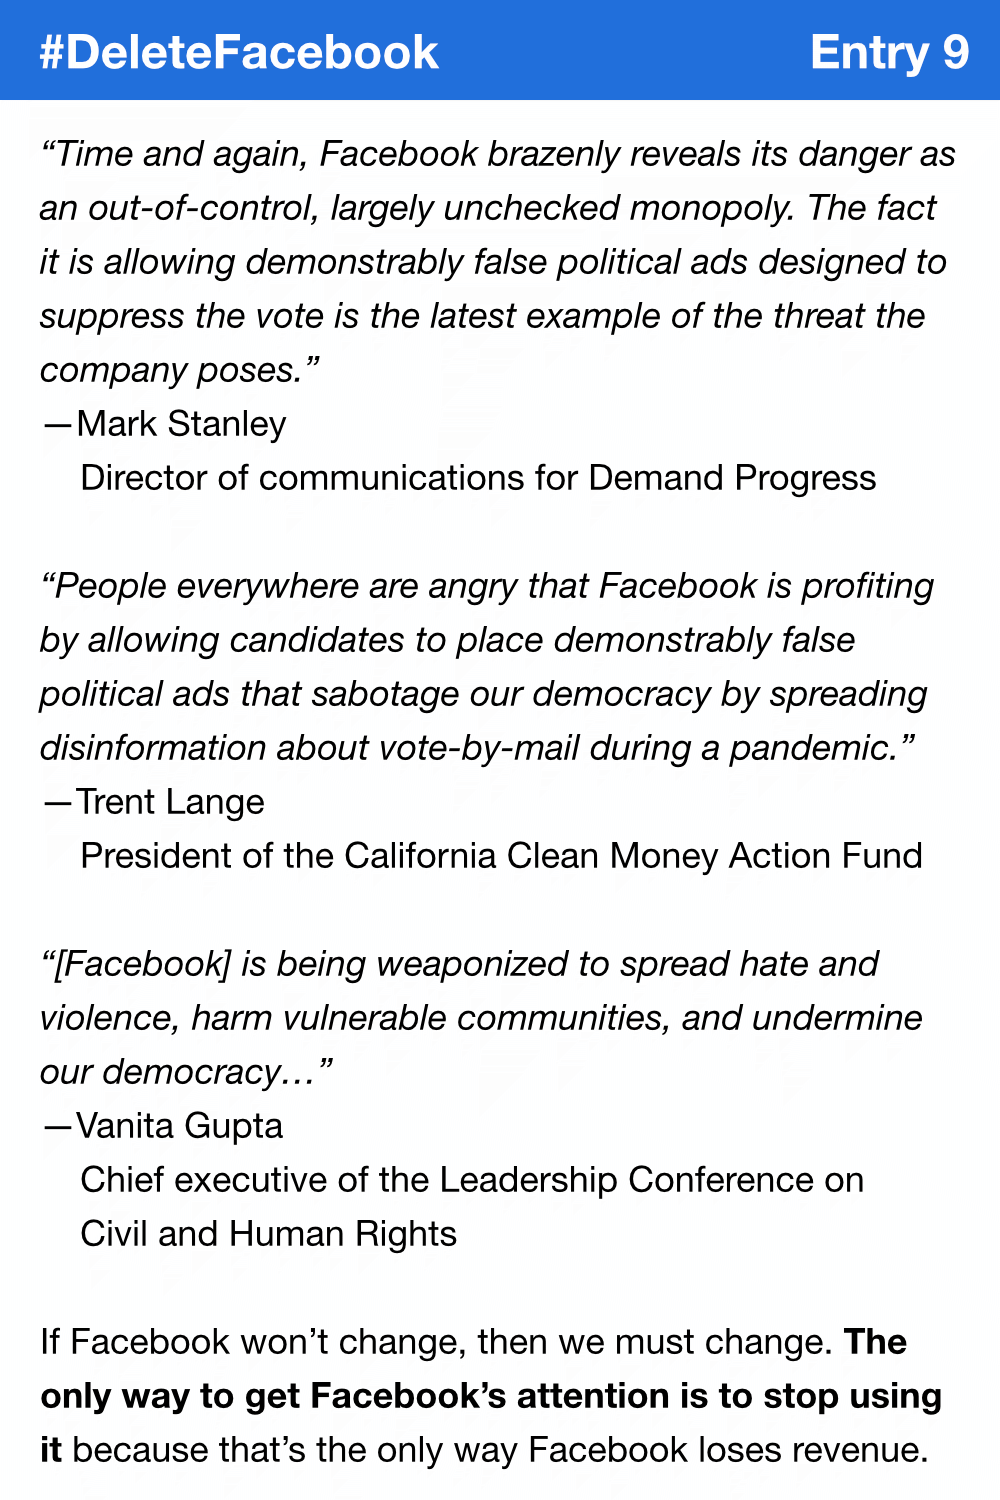 #DeleteFacebook Entry 9
“Time and again, Facebook brazenly reveals its danger as
an out-of-control, largely unchecked monopoly. The fact
it is allowing demonstrably false political ads designed to
suppress the vote is the latest example of the threat the
company poses.”
—Mark Stanley
Director of communications for Demand Progress
“People everywhere are angry that Facebook is profiting
by allowing candidates to place demonstrably false
political ads that sabotage our democracy by spreading
disinformation about vote-by-mail during a pandemic.”
—Trent Lange
President of the California Clean Money Action Fund
“[Facebook] is being weaponized to spread hate and
violence, harm vulnerable communities, and undermine
our democracy…”
—Vanita Gupta
Chief executive of the Leadership Conference on
Civil and Human Rights
If Facebook won’t change, then we must change. The
only way to get Facebook’s attention is to stop using
it because that’s the only way Facebook loses revenue.